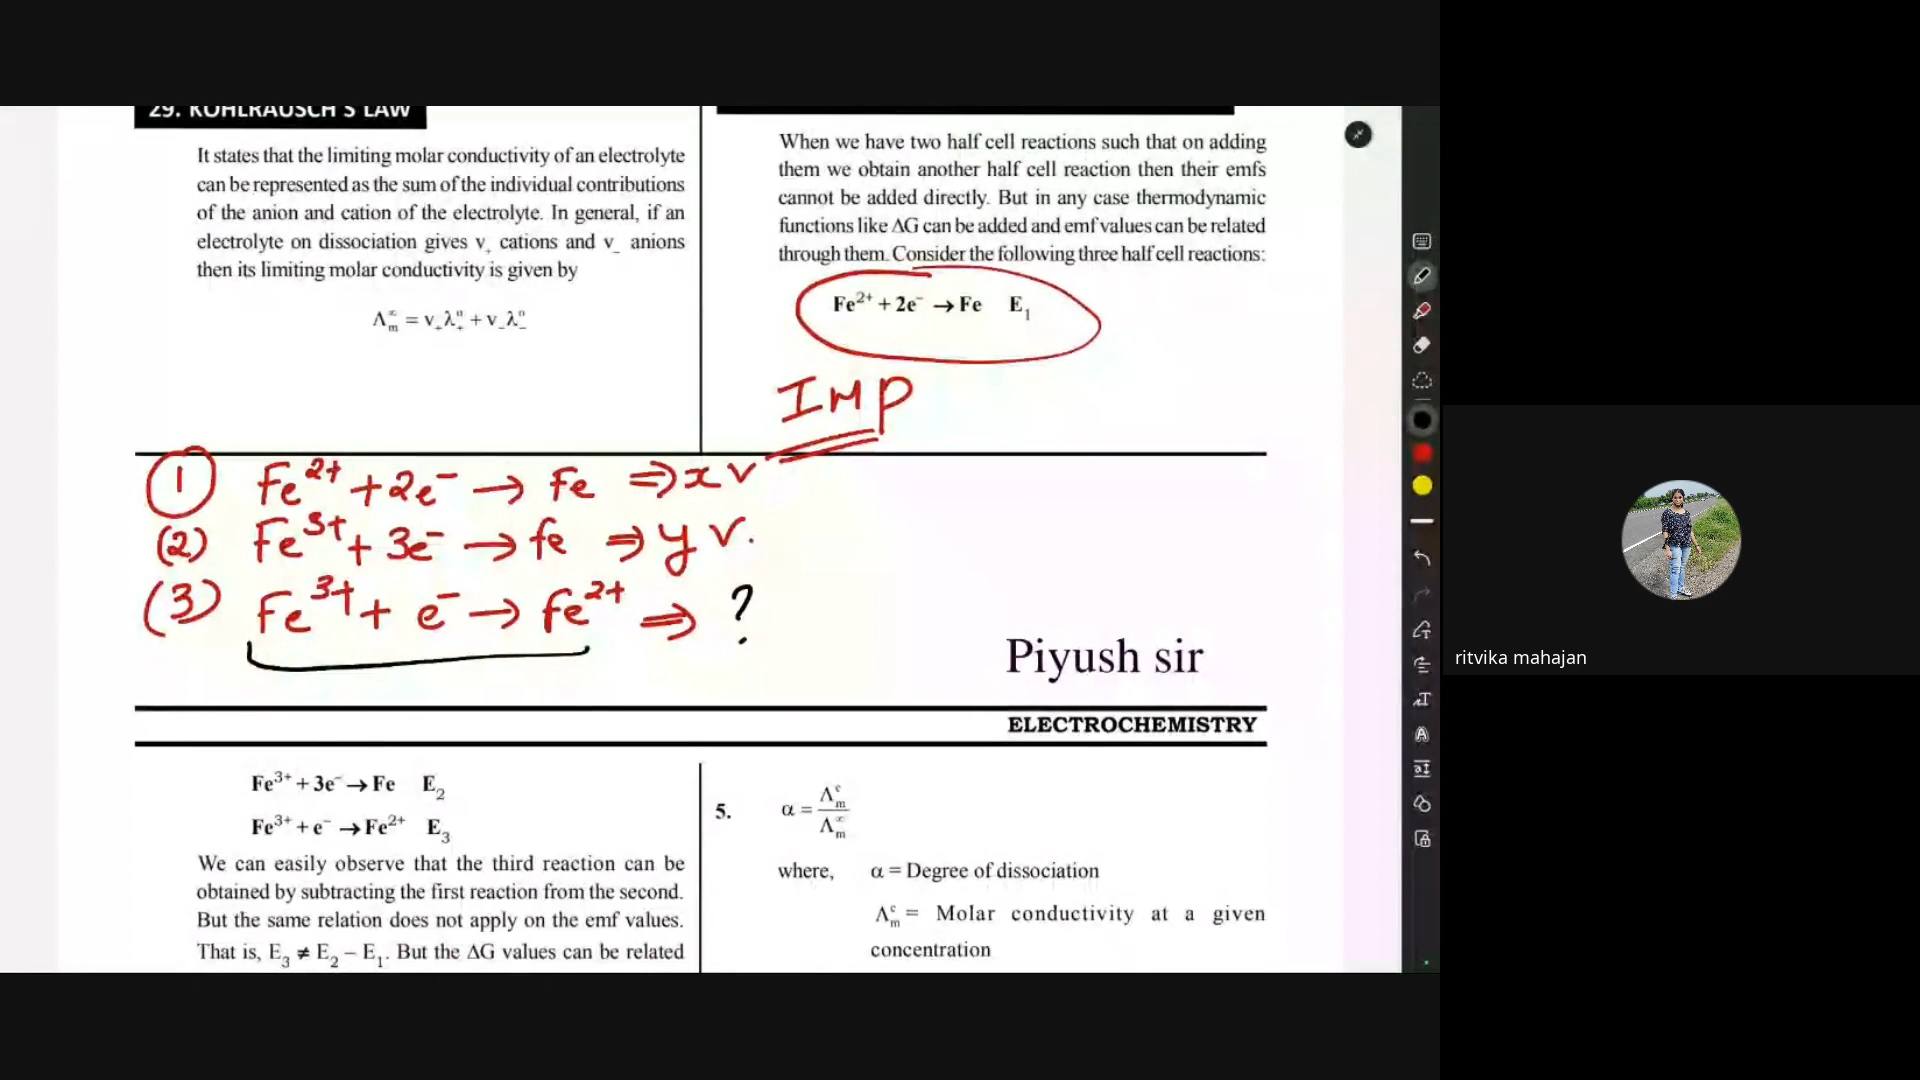 29. KOHLRAUSCH'S LAW
It states that the limiting molar conductivity of an electrolyte
can be represented as the sum of the individual contributions
of the anion and cation of the electrolyte. In general, if an
electrolyte on dissociation gives v₊ cations and v₋ anions
then its limiting molar conductivity is given by
Λₘ^∞ = v₊λ₊° + v₋λ₋°
When we have two half cell reactions such that on adding
them we obtain another half cell reaction then their emfs
cannot be added directly. But in any case thermodynamic
functions like ΔG can be added and emf values can be related
through them. Consider the following three half cell reactions:
Fe²⁺ + 2e⁻ → Fe E₁
IMP
① Fe²⁺ + 2e⁻ → Fe ⇒ x v
(2) Fe³⁺ + 3e⁻ → fe ⇒ y v.
(3) Fe³⁺ + e⁻ → fe²⁺ ⇒ ?
Piyush sir
ELECTROCHEMISTRY
Fe³⁺ + 3e⁻ → Fe E₂
Fe³⁺ + e⁻ → Fe²⁺ E₃
We can easily observe that the third reaction can be
obtained by subtracting the first reaction from the second.
But the same relation does not apply on the emf values.
That is, E₃ ≠ E₂ – E₁. But the ΔG values can be related
5. α = Λₘᶜ / Λₘ^∞
where, α = Degree of dissociation
Λₘᶜ = Molar conductivity at a given
concentration
ritvika mahajan